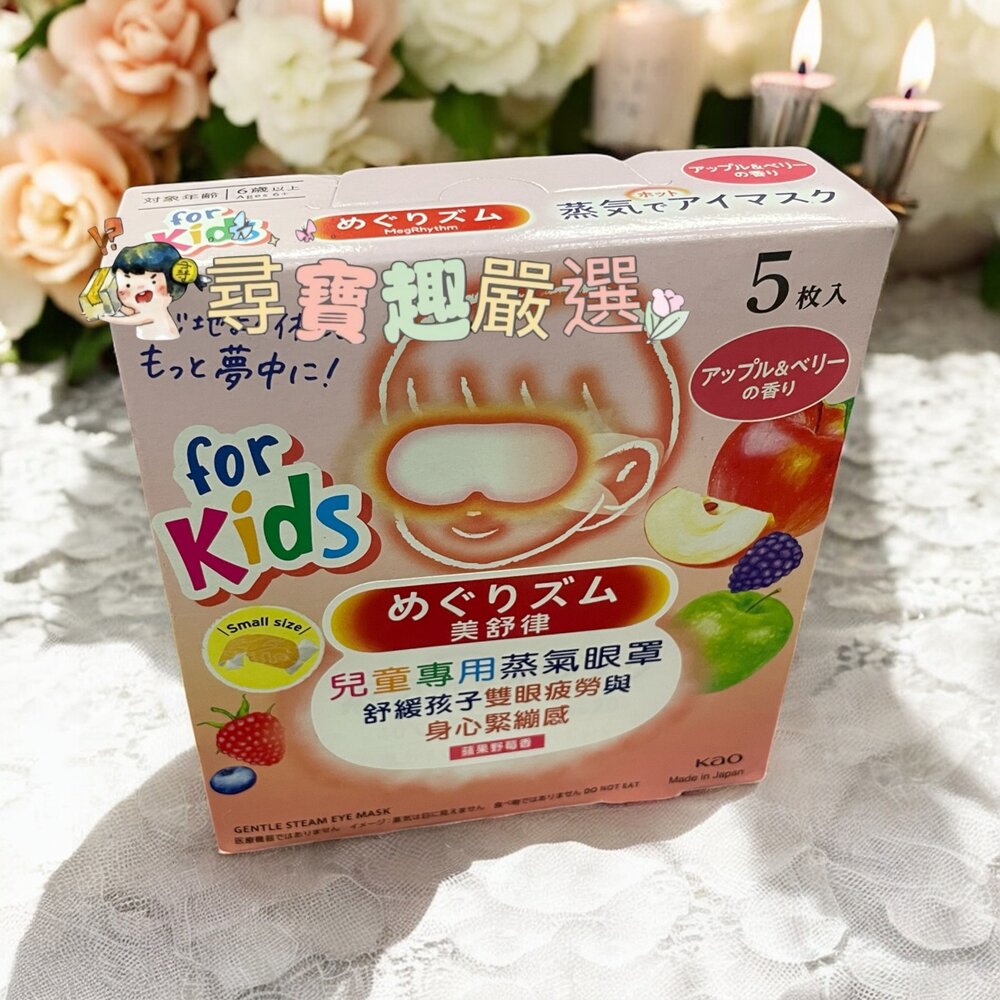 対象年齢 6歳以上
Ages 6+
for
Kids
めぐりズム
MegRhythm
ホット
蒸気でアイマスク
アップル&ベリー
の香り
尋寶趣嚴選
もっと夢中に!
5枚入
アップル&ベリー
の香り
for
Kids
Small size
めぐりズム
美舒律
兒童專用蒸氣眼罩
舒緩孩子雙眼疲勞與
身心緊繃感
蘋果野莓香
Kao
Made in Japan
GENTLE STEAM EYE MASK
医療機器ではありません イメージ:蒸気は目に見えません 食べ物ではありません DO NOT EAT